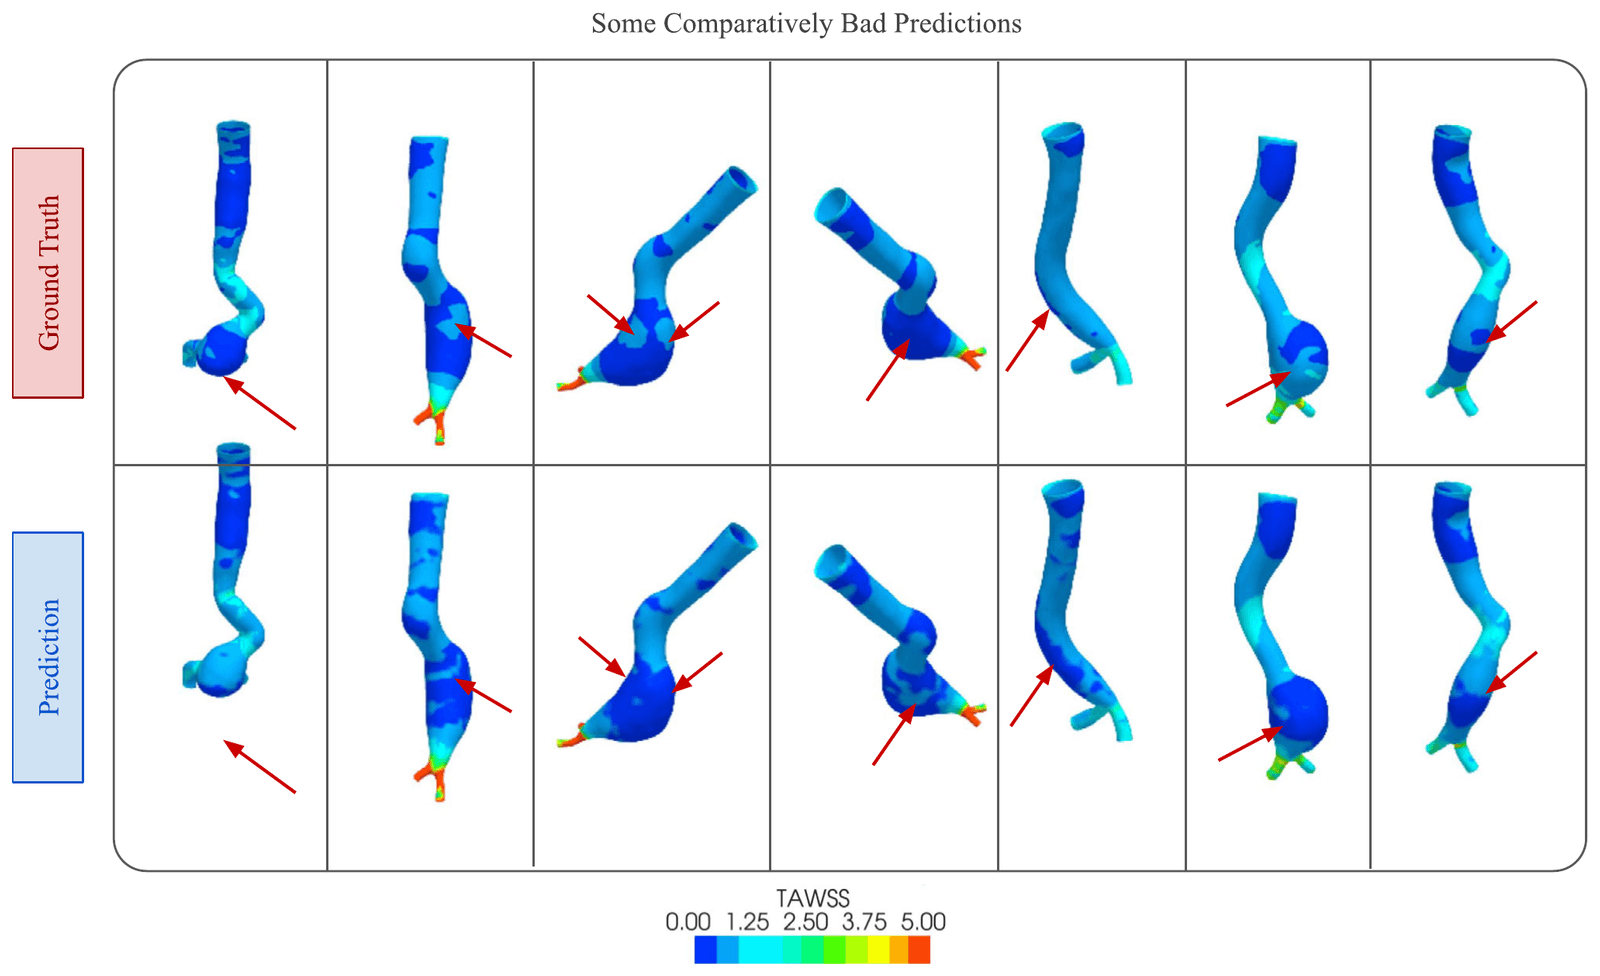 Some Comparatively Bad Predictions
Ground Truth
Prediction
TAWSS
0.00 1.25 2.50 3.75 5.00